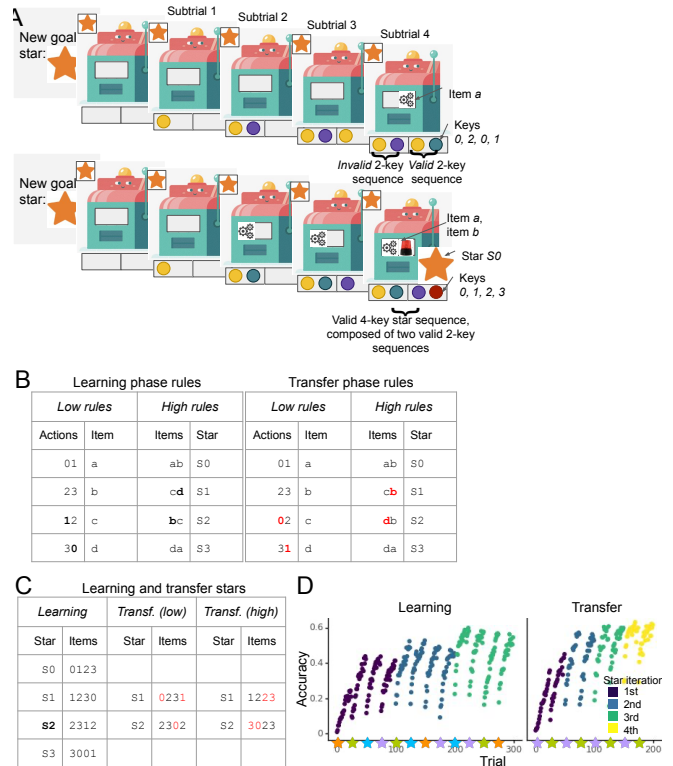 A
Subtrial 1
Subtrial 2
Subtrial 3
Subtrial 4
New goal
star:
Item a
Keys
0, 2, 0, 1
Invalid 2-key
sequence
Valid 2-key
sequence
New goal
star:
Item a,
item b
Star S0
Keys
0, 1, 2, 3
Valid 4-key star sequence,
composed of two valid 2-key
sequences
B
Learning phase rules
Transfer phase rules
Low rules High rules Low rules High rules
Actions Item Items Star Actions Item Items Star
01 a ab S0 01 a ab S0
23 b cd S1 23 b cb S1
12 c bc S2 02 c db S2
30 d da S3 31 d da S3
C
Learning and transfer stars
Learning Transf. (low) Transf. (high)
Star Items Star Items Star Items
S0 0123
S1 1230 S1 0231 S1 1223
S2 2312 S2 2302 S2 3023
S3 3001
D
Learning
Transfer
Accuracy
0.6
0.4
0.2
0
0 100 200 300
0 100 200
Trial
Star iteration
1st
2nd
3rd
4th